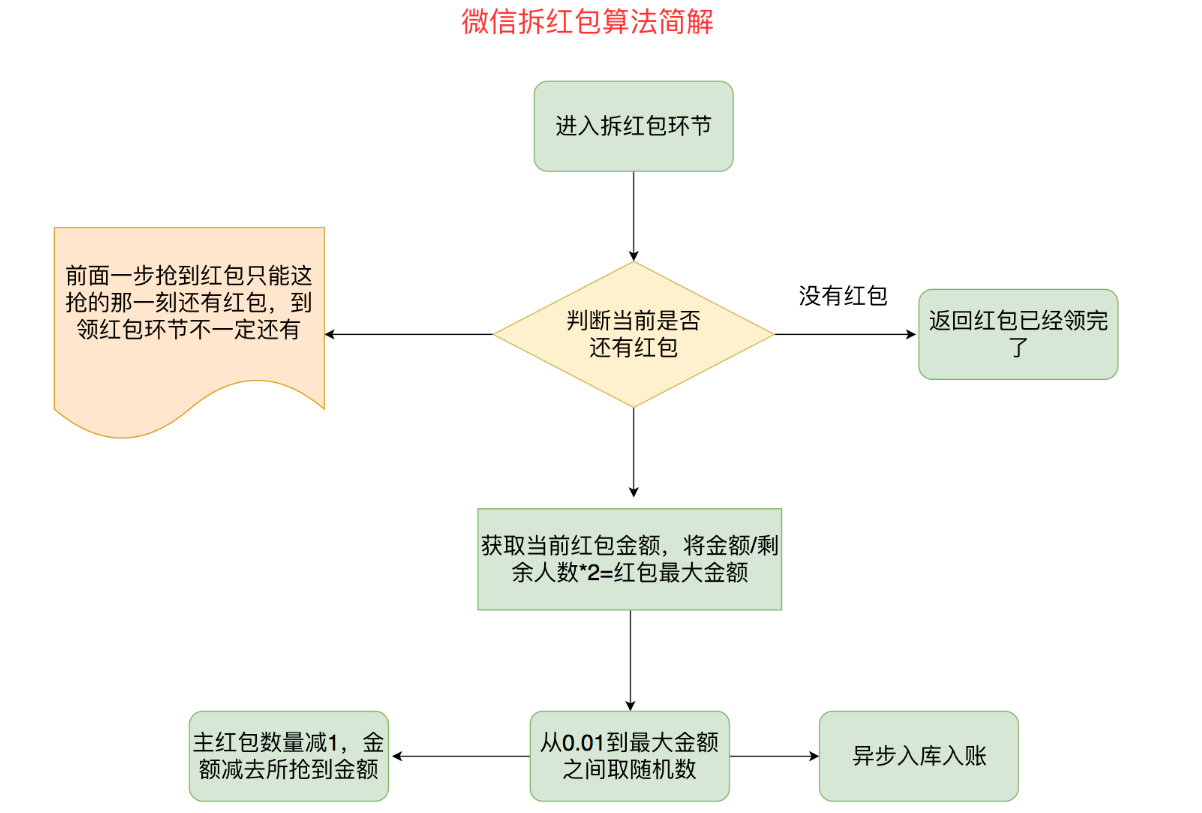 微信拆红包算法简解
进入拆红包环节
前面一步抢到红包只能这
抢的那一刻还有红包，到
领红包环节不一定还有
判断当前是否
还有红包
没有红包
返回红包已经领完
了
获取当前红包金额，将金额/剩
余人数*2=红包最大金额
主红包数量减1，金
额减去所抢到金额
从0.01到最大金额
之间取随机数
异步入库入账